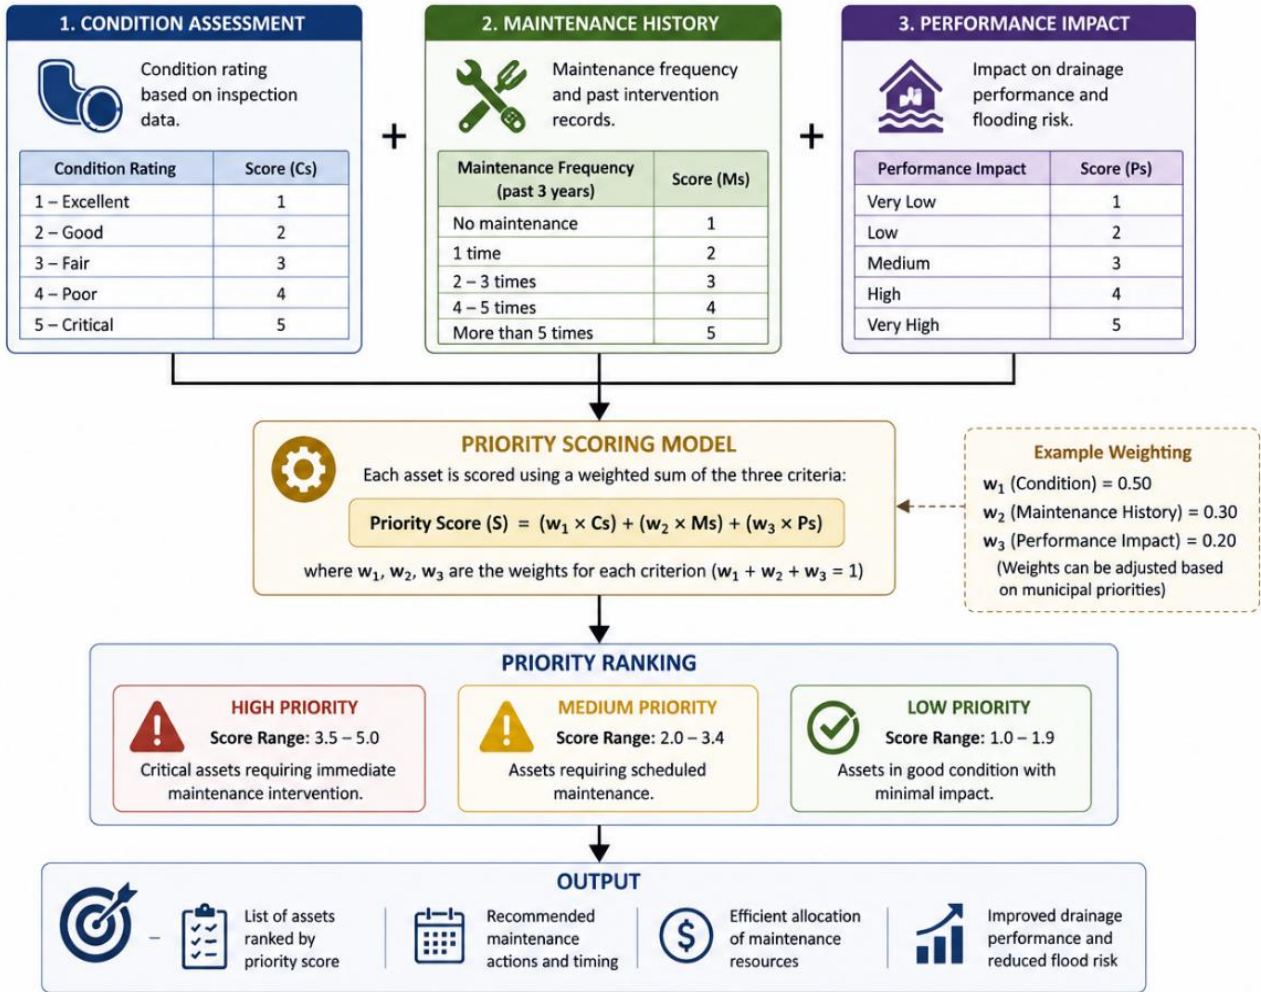 1. CONDITION ASSESSMENT
Condition rating
based on inspection
data.
Condition Rating Score (Cs)
1 – Excellent 1
2 – Good 2
3 – Fair 3
4 – Poor 4
5 – Critical 5
+
2. MAINTENANCE HISTORY
Maintenance frequency
and past intervention
records.
Maintenance Frequency
(past 3 years) Score (Ms)
No maintenance 1
1 time 2
2 – 3 times 3
4 – 5 times 4
More than 5 times 5
+
3. PERFORMANCE IMPACT
Impact on drainage
performance and
flooding risk.
Performance Impact Score (Ps)
Very Low 1
Low 2
Medium 3
High 4
Very High 5
PRIORITY SCORING MODEL
Each asset is scored using a weighted sum of the three criteria:
Priority Score (S) = (w₁ × Cs) + (w₂ × Ms) + (w₃ × Ps)
where w₁, w₂, w₃ are the weights for each criterion (w₁ + w₂ + w₃ = 1)
Example Weighting
w₁ (Condition) = 0.50
w₂ (Maintenance History) = 0.30
w₃ (Performance Impact) = 0.20
(Weights can be adjusted based
on municipal priorities)
PRIORITY RANKING
HIGH PRIORITY
Score Range: 3.5 – 5.0
Critical assets requiring immediate
maintenance intervention.
MEDIUM PRIORITY
Score Range: 2.0 – 3.4
Assets requiring scheduled
maintenance.
LOW PRIORITY
Score Range: 1.0 – 1.9
Assets in good condition with
minimal impact.
OUTPUT
List of assets
ranked by
priority score
Recommended
maintenance
actions and timing
$
Efficient allocation
of maintenance
resources
Improved drainage
performance and
reduced flood risk